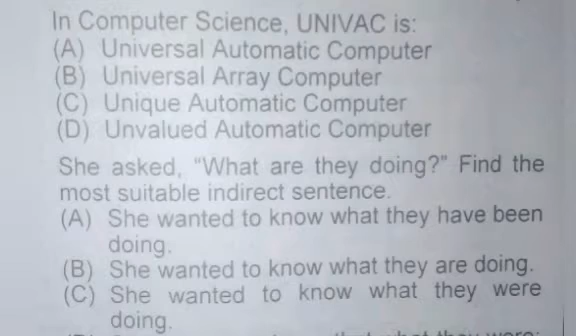 In Computer Science, UNIVAC is:
(A) Universal Automatic Computer
(B) Universal Array Computer
(C) Unique Automatic Computer
(D) Unvalued Automatic Computer
She asked, "What are they doing?" Find the
most suitable indirect sentence.
(A) She wanted to know what they have been
doing.
(B) She wanted to know what they are doing.
(C) She wanted to know what they were
doing.